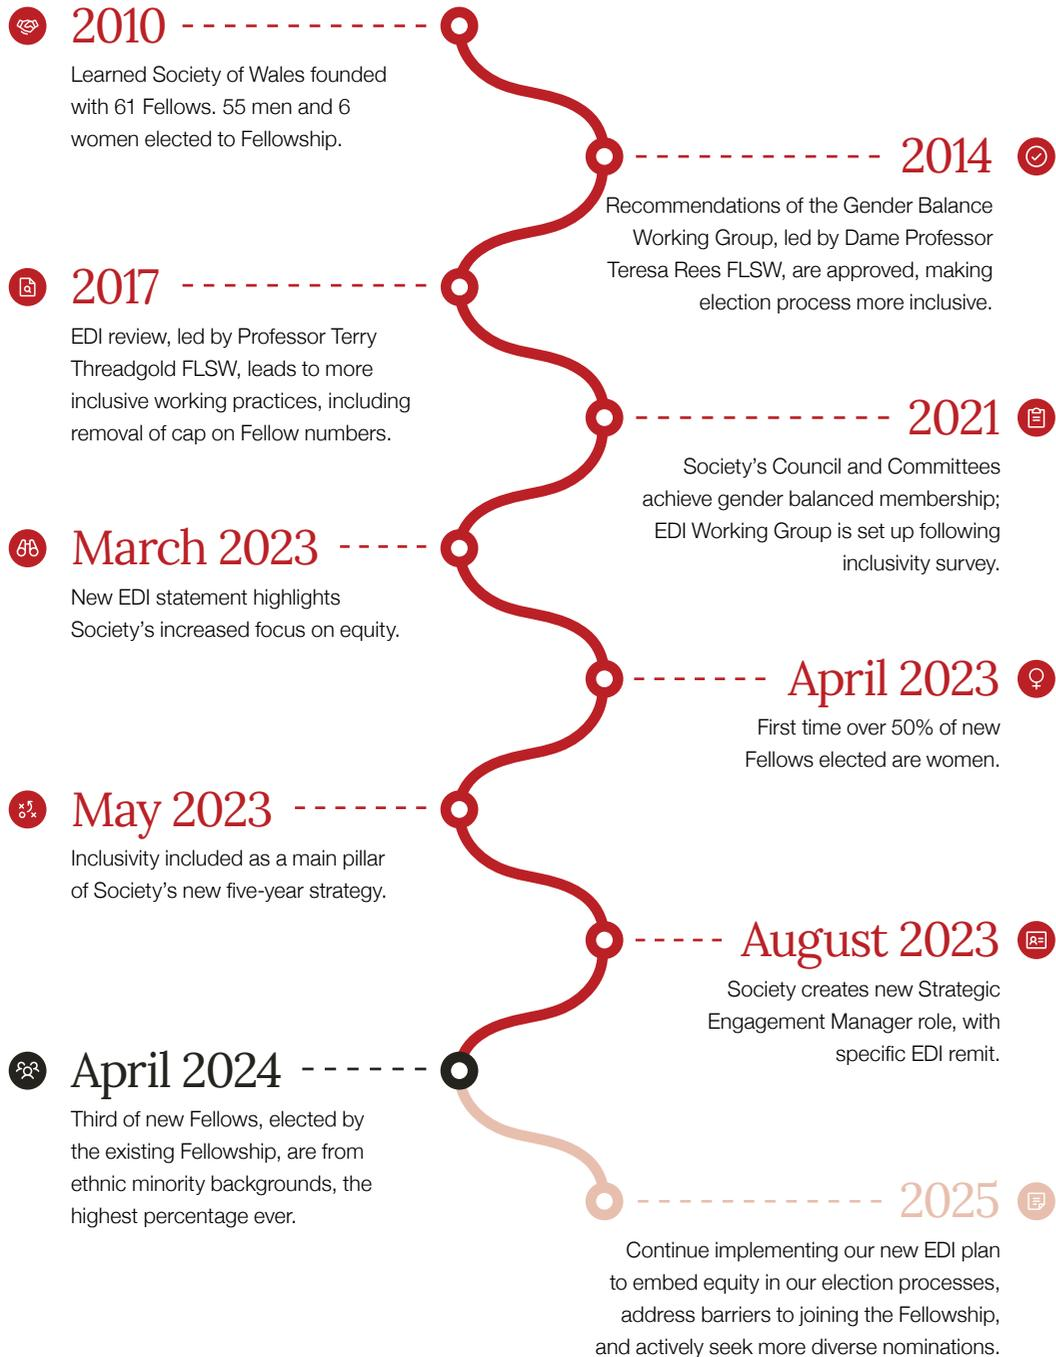 2010
Learned Society of Wales founded
with 61 Fellows. 55 men and 6
women elected to Fellowship.
2014
Recommendations of the Gender Balance
Working Group, led by Dame Professor
Teresa Rees FLSW, are approved, making
election process more inclusive.
2017
EDI review, led by Professor Terry
Threadgold FLSW, leads to more
inclusive working practices, including
removal of cap on Fellow numbers.
2021
Society’s Council and Committees
achieve gender balanced membership;
EDI Working Group is set up following
inclusivity survey.
March 2023
New EDI statement highlights
Society’s increased focus on equity.
April 2023
First time over 50% of new
Fellows elected are women.
May 2023
Inclusivity included as a main pillar
of Society’s new five-year strategy.
August 2023
Society creates new Strategic
Engagement Manager role, with
specific EDI remit.
April 2024
Third of new Fellows, elected by
the existing Fellowship, are from
ethnic minority backgrounds, the
highest percentage ever.
2025
Continue implementing our new EDI plan
to embed equity in our election processes,
address barriers to joining the Fellowship,
and actively seek more diverse nominations.